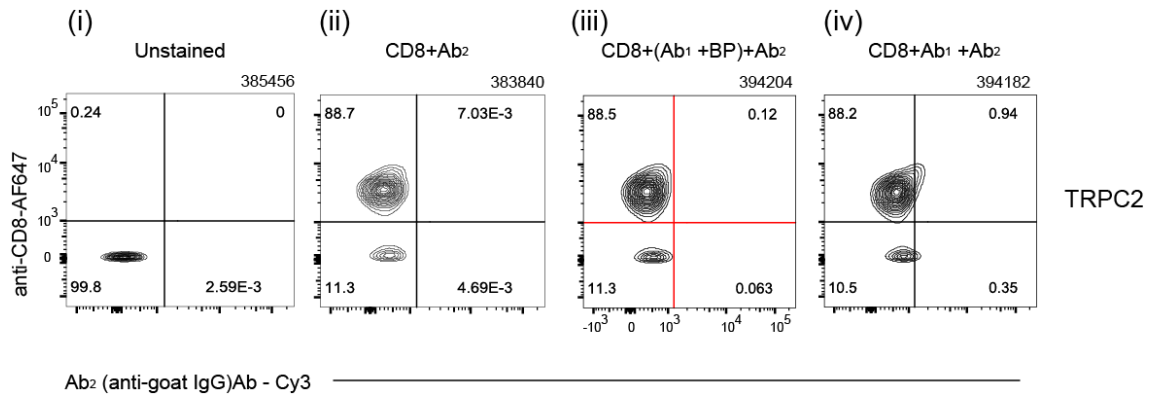 (i) (ii) (iii) (iv)
Unstained CD8+Ab2 CD8+(Ab1 +BP)+Ab2 CD8+Ab1 +Ab2
385456 383840 394204 394182
0.24 0 88.7 7.03E-3 88.5 0.12 88.2 0.94
99.8 2.59E-3 11.3 4.69E-3 11.3 0.063 10.5 0.35
10^5
10^4
10^3
0
anti-CD8-AF647
-10^3 0 10^3 10^4 10^5
TRPC2
Ab2 (anti-goat IgG)Ab - Cy3